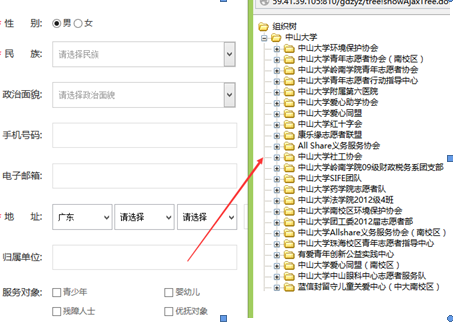 * 性 别: 男 女
* 民 族: 请选择民族
政治面貌: 请选择政治面貌
手机号码:
电子邮箱:
* 地 址: 广东 请选择 请选择
归属单位:
服务对象: 青少年 婴幼儿
残障人士 优抚对象
59.41.39.105:810/gdzyz/tree!showAjaxTree.do
组织树
中山大学
中山大学环境保护协会
中山大学青年志愿者协会（南校区）
中山大学岭南学院青年志愿者协会
中山大学青年志愿者行动指导中心
中山大学附属第六医院
中山大学爱心助学协会
中山大学爱心同盟
中山大学红十字会
康乐缘志愿者联盟
All Share义务服务协会
中山大学社工协会
中山大学岭南学院09级财政税务系团支部
中山大学SIFE团队
中山大学药学院志愿者队
中山大学法学院2012级4班
中山大学南校区环境保护协会
中山大学团工委2012届志愿者部
中山大学Allshare义务服务协会（南校区）
中山大学珠海校区青年志愿者指导中心
有爱青年创新公益实践中心
中山大学爱心同盟（南校区）
中山大学中山眼科中心志愿者服务队
蓝信封留守儿童关爱中心（中大南校区）